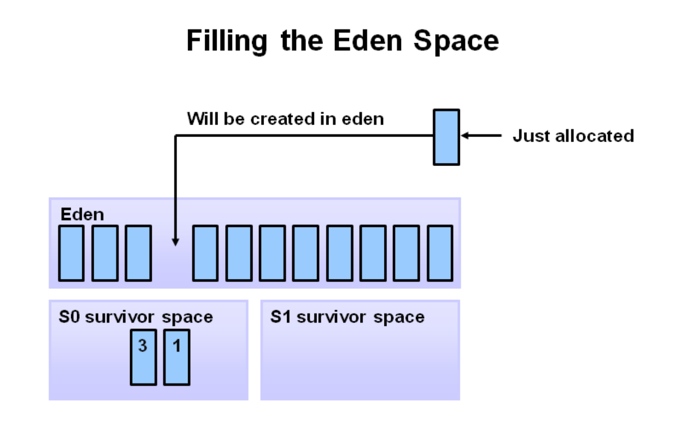 Filling the Eden Space
Will be created in eden
Just allocated
Eden
S0 survivor space
S1 survivor space
3 1